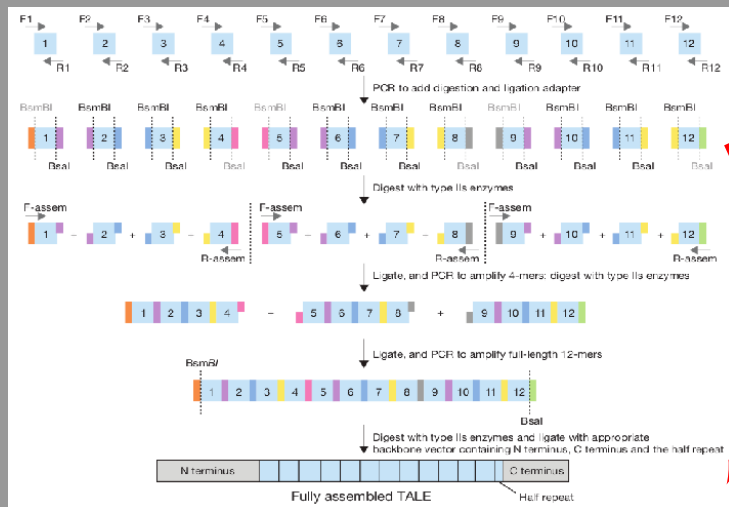 F1 F2 F3 F4 F5 F6 F7 F8 F9 F10 F11 F12
1 2 3 4 5 6 7 8 9 10 11 12
R1 R2 R3 R4 R5 R6 R7 R8 R9 R10 R11 R12
PCR to add digestion and ligation adapter
BsmBI BsmBI BsmBI BsmBI BsmBI BsmBI BsmBI BsmBI BsmBI BsmBI BsmBI BsmBI
1 2 3 4 5 6 7 8 9 10 11 12
BsaI BsaI BsaI BsaI BsaI BsaI BsaI BsaI BsaI BsaI BsaI BsaI
Digest with type IIs enzymes
F-assem F-assem F-assem
1 – 2 + 3 – 4 5 – 6 + 7 – 8 9 + 10 + 11 + 12
R-assem R-assem R-assem
Ligate, and PCR to amplify 4-mers: digest with type IIs enzymes
1 2 3 4 – 5 6 7 8 + 9 10 11 12
Ligate, and PCR to amplify full-length 12-mers
BsmBI
1 2 3 4 5 6 7 8 9 10 11 12
BsaI
Digest with type IIs enzymes and ligate with appropriate
backbone vector containing N terminus, C terminus and the half repeat
N terminus C terminus
Half repeat
Fully assembled TALE